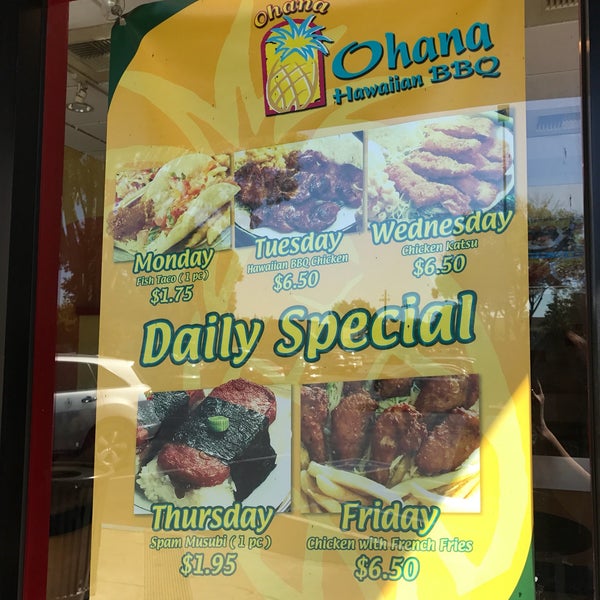 Ohana
Ohana
Hawaiian BBQ
Monday
Fish Taco ( 1 pc )
$1.75
Tuesday
Hawaiian BBQ Chicken
$6.50
Wednesday
Chicken Katsu
$6.50
Daily Special
Thursday
Spam Musubi ( 1 pc )
$1.95
Friday
Chicken with French Fries
$6.50